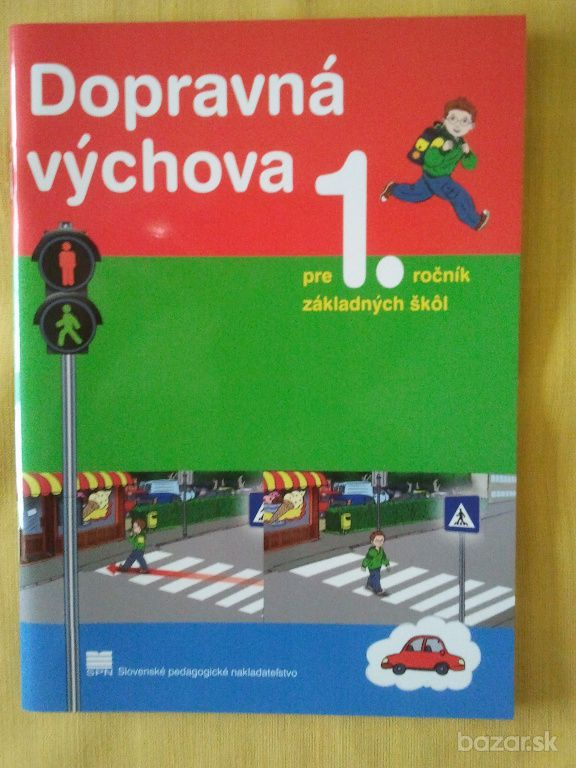 Dopravná
výchova
pre 1. ročník
základných škôl
SPN Slovenské pedagogické nakladateľstvo
bazar.sk